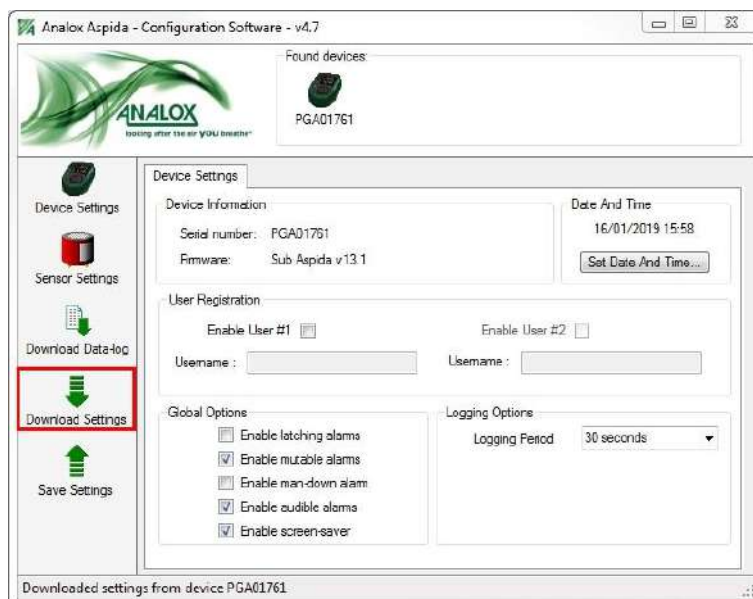 Analox Aspida - Configuration Software - v4.7
ANALOX
looking after the air YOU breathe
Found devices:
PGA01761
Device Settings
Sensor Settings
Download Data-log
Download Settings
Save Settings
Device Settings
Device Information
Serial number: PGA01761
Firmware: Sub Aspida v13.1
Date And Time
16/01/2019 15:58
Set Date And Time...
User Registration
Enable User #1
Enable User #2
Username :
Username :
Global Options
Enable latching alarms
Enable mutable alarms
Enable man-down alarm
Enable audible alarms
Enable screen-saver
Logging Options
Logging Period 30 seconds
Downloaded settings from device PGA01761